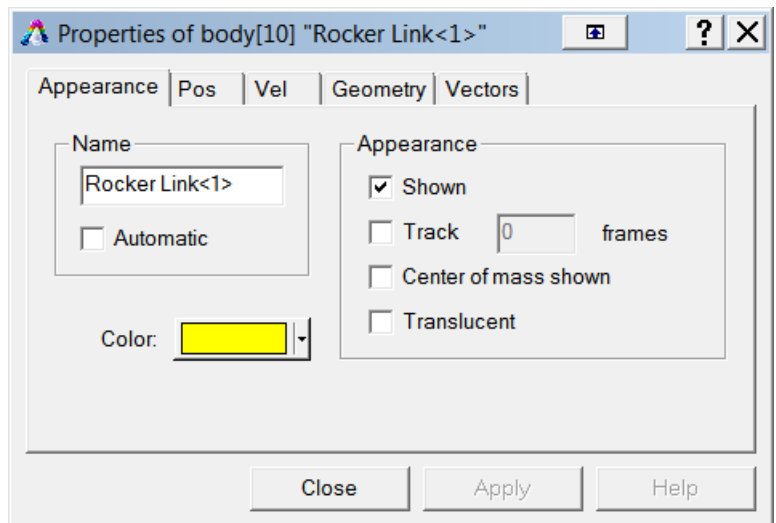 Properties of body[10] "Rocker Link<1>"
Appearance Pos Vel Geometry Vectors
Name
Rocker Link<1>
Automatic
Color:
Appearance
Shown
Track 0 frames
Center of mass shown
Translucent
Close Apply Help